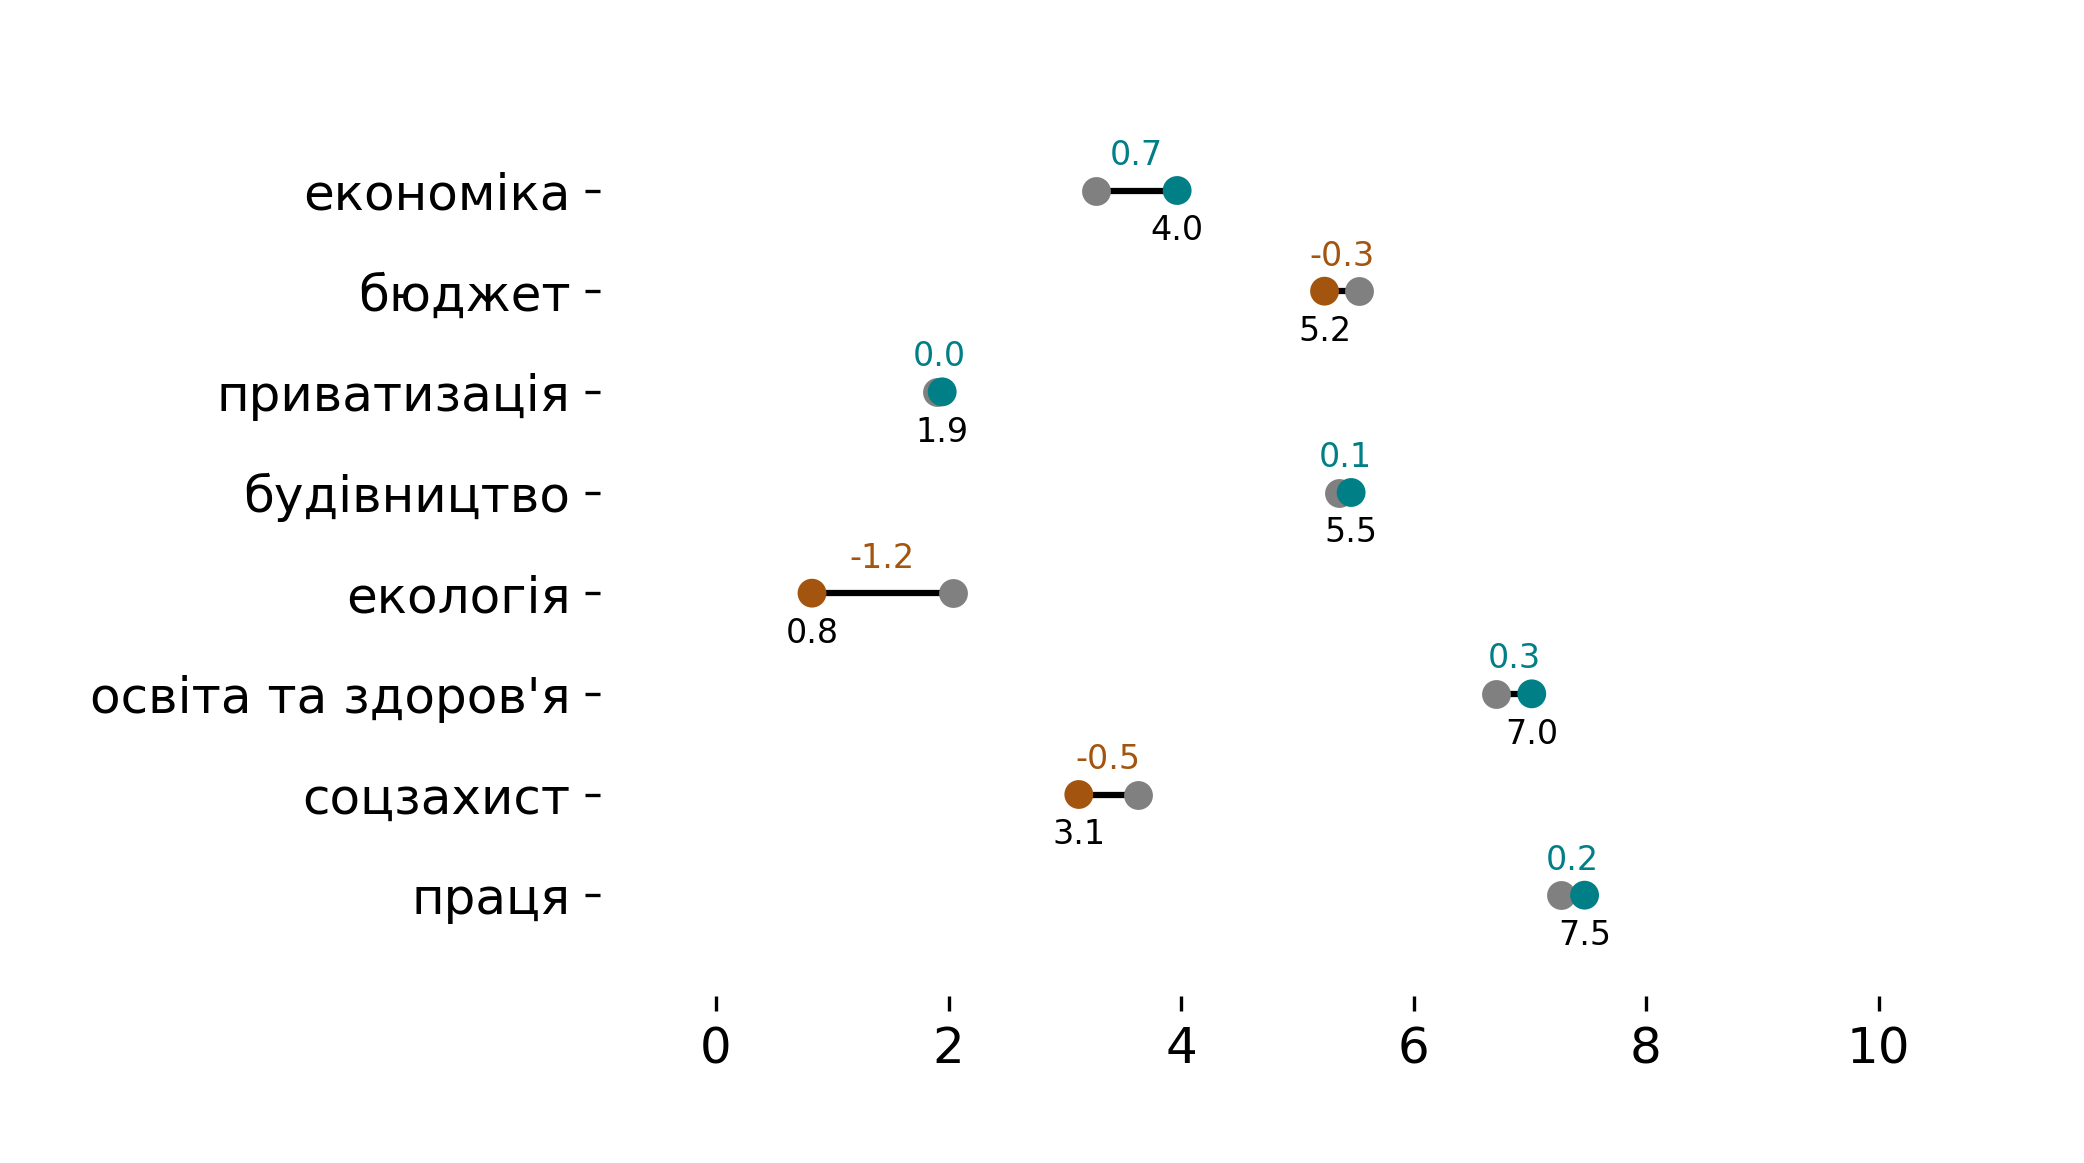 0.7
економіка
4.0
-0.3
бюджет
5.2
0.0
приватизація
1.9
0.1
будівництво
5.5
-1.2
екологія
0.8
0.3
освіта та здоров'я
7.0
-0.5
соцзахист
3.1
0.2
праця
7.5
0 2 4 6 8 10